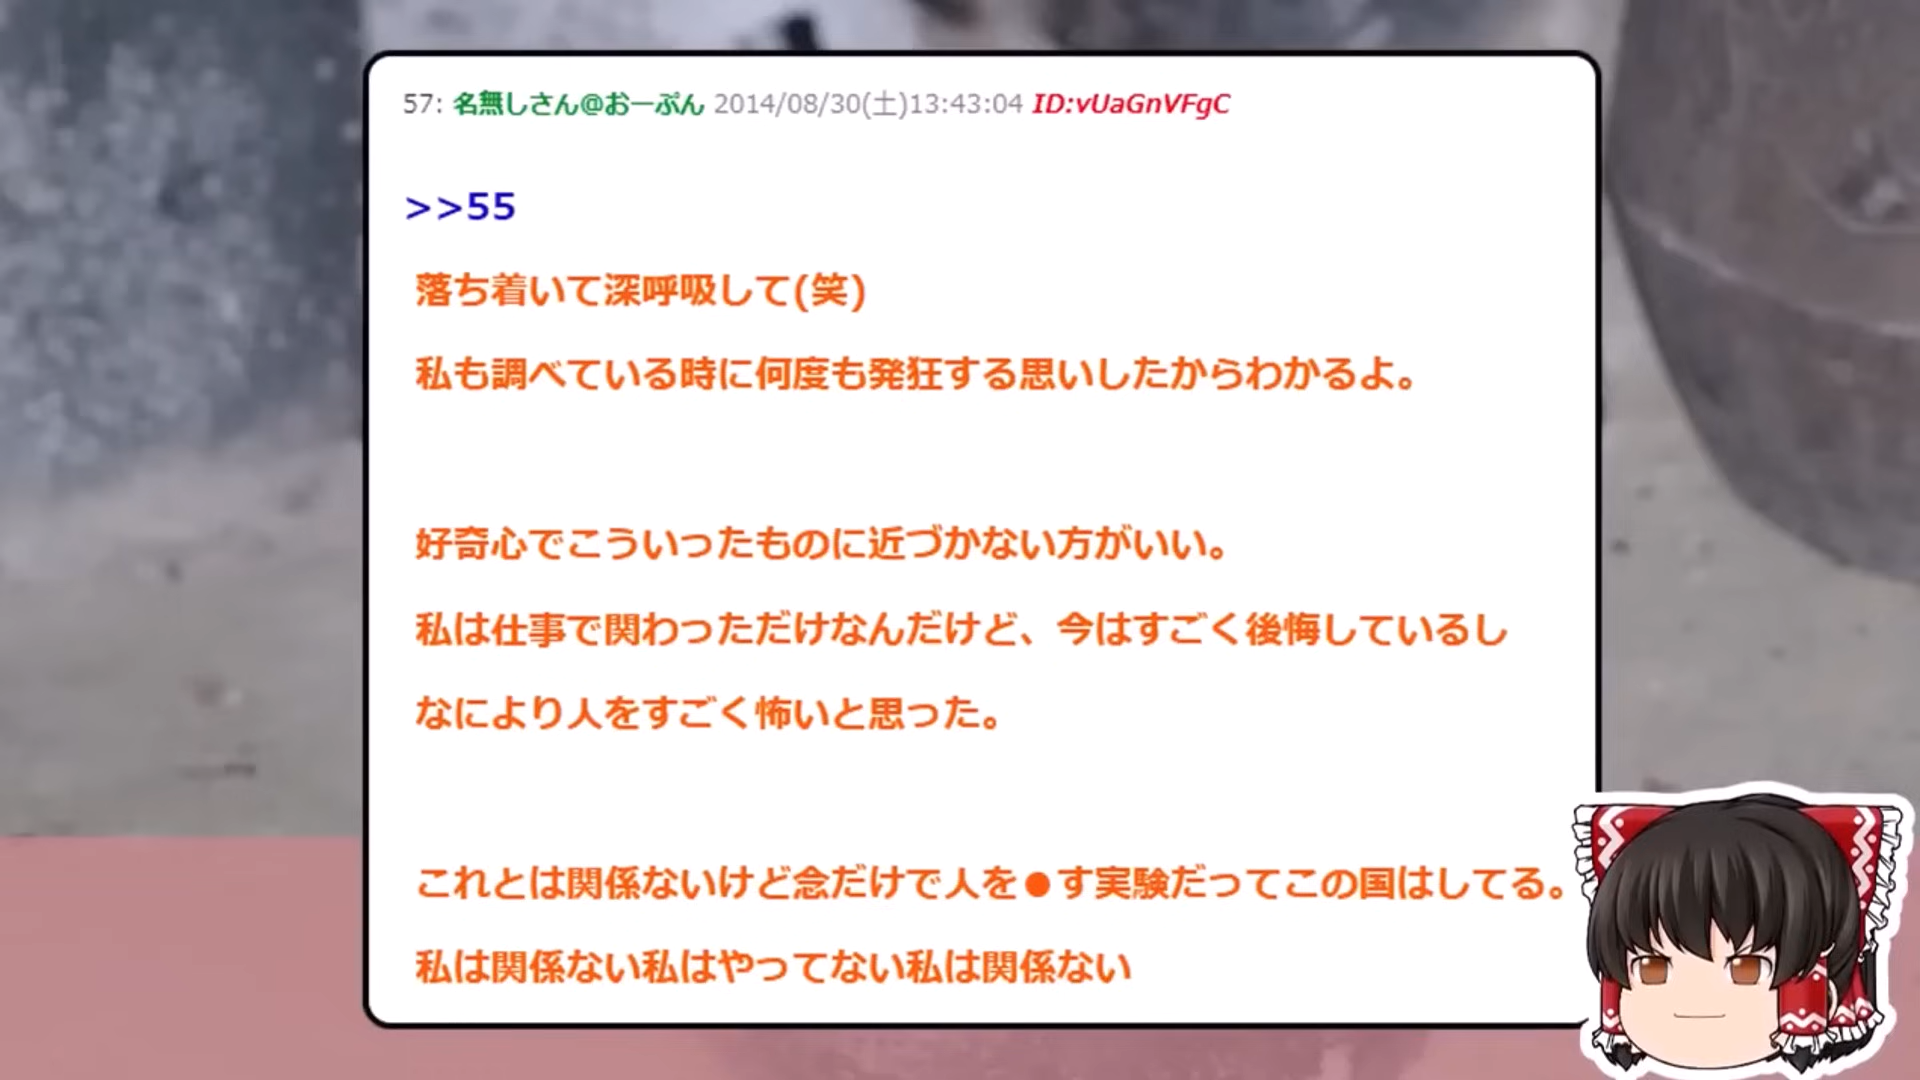 57: 名無しさん@おーぷん 2014/08/30(土)13:43:04 ID:vUaGnVFgC
>>55
落ち着いて深呼吸して(笑)
私も調べている時に何度も発狂する思いしたからわかるよ。
好奇心でこういったものに近づかない方がいい。
私は仕事で関わっただけなんだけど、今はすごく後悔しているし
なにより人をすごく怖いと思った。
これとは関係ないけど念だけで人を●す実験だってこの国はしてる。
私は関係ない私はやってない私は関係ない